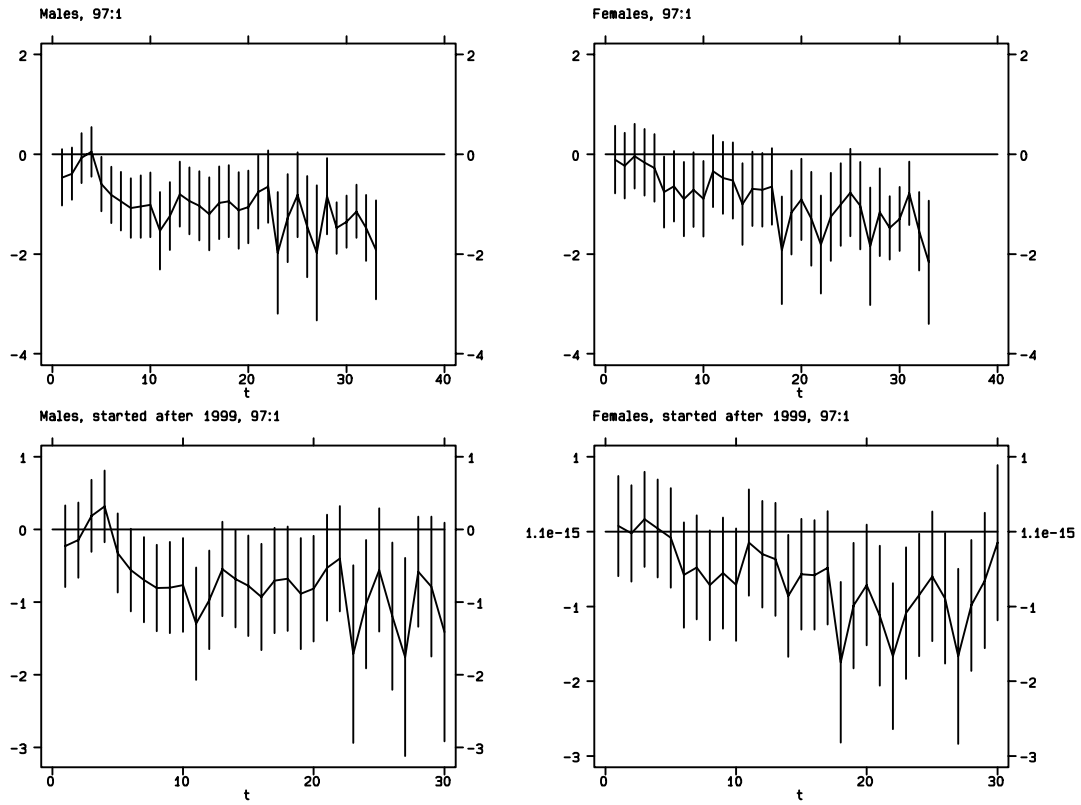 Males, 97:1
Females, 97:1
2 2 2 2
0 0 0 0
-2 -2 -2 -2
-4 -4 -4 -4
0 10 20 30 40 0 10 20 30 40
t t
Males, started after 1999, 97:1
Females, started after 1999, 97:1
1 1 1 1
0 0 1.1e-15 1.1e-15
-1 -1 -1 -1
-2 -2 -2 -2
-3 -3 -3 -3
0 10 20 30 0 10 20 30
t t